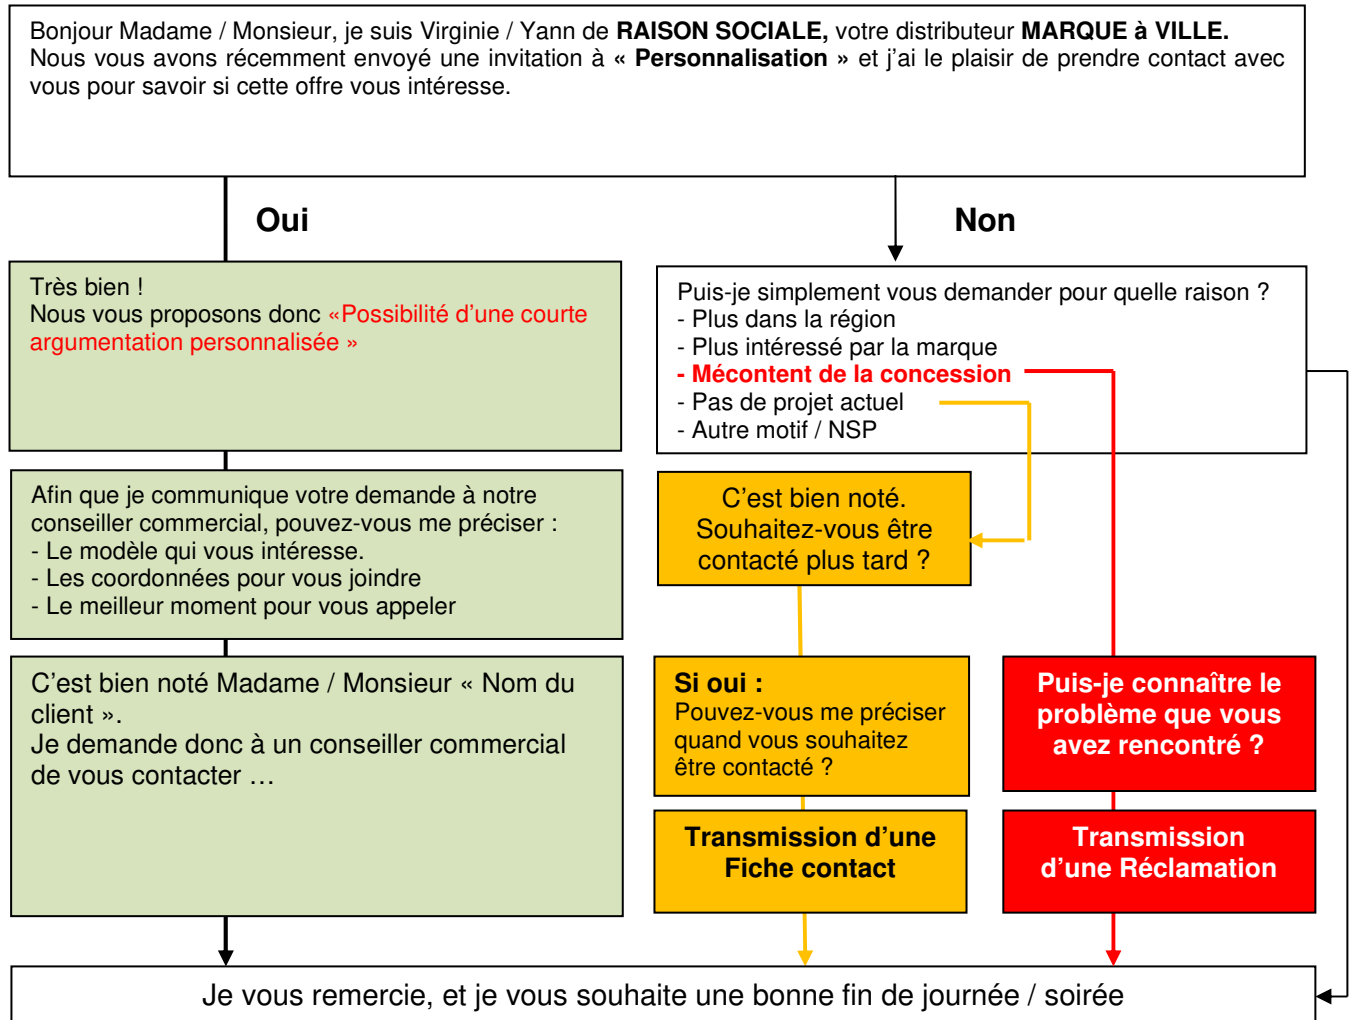 Bonjour Madame / Monsieur, je suis Virginie / Yann de RAISON SOCIALE, votre distributeur MARQUE à VILLE.
Nous vous avons récemment envoyé une invitation à « Personnalisation » et j’ai le plaisir de prendre contact avec
vous pour savoir si cette offre vous intéresse.
Oui
Non
Très bien !
Nous vous proposons donc «Possibilité d’une courte
argumentation personnalisée »
Puis-je simplement vous demander pour quelle raison ?
- Plus dans la région
- Plus intéressé par la marque
- Mécontent de la concession
- Pas de projet actuel
- Autre motif / NSP
Afin que je communique votre demande à notre
conseiller commercial, pouvez-vous me préciser :
- Le modèle qui vous intéresse.
- Les coordonnées pour vous joindre
- Le meilleur moment pour vous appeler
C’est bien noté.
Souhaitez-vous être
contacté plus tard ?
C’est bien noté Madame / Monsieur « Nom du
client ».
Je demande donc à un conseiller commercial
de vous contacter …
Si oui :
Pouvez-vous me préciser
quand vous souhaitez
être contacté ?
Puis-je connaître le
problème que vous
avez rencontré ?
Transmission d’une
Fiche contact
Transmission
d’une Réclamation
Je vous remercie, et je vous souhaite une bonne fin de journée / soirée